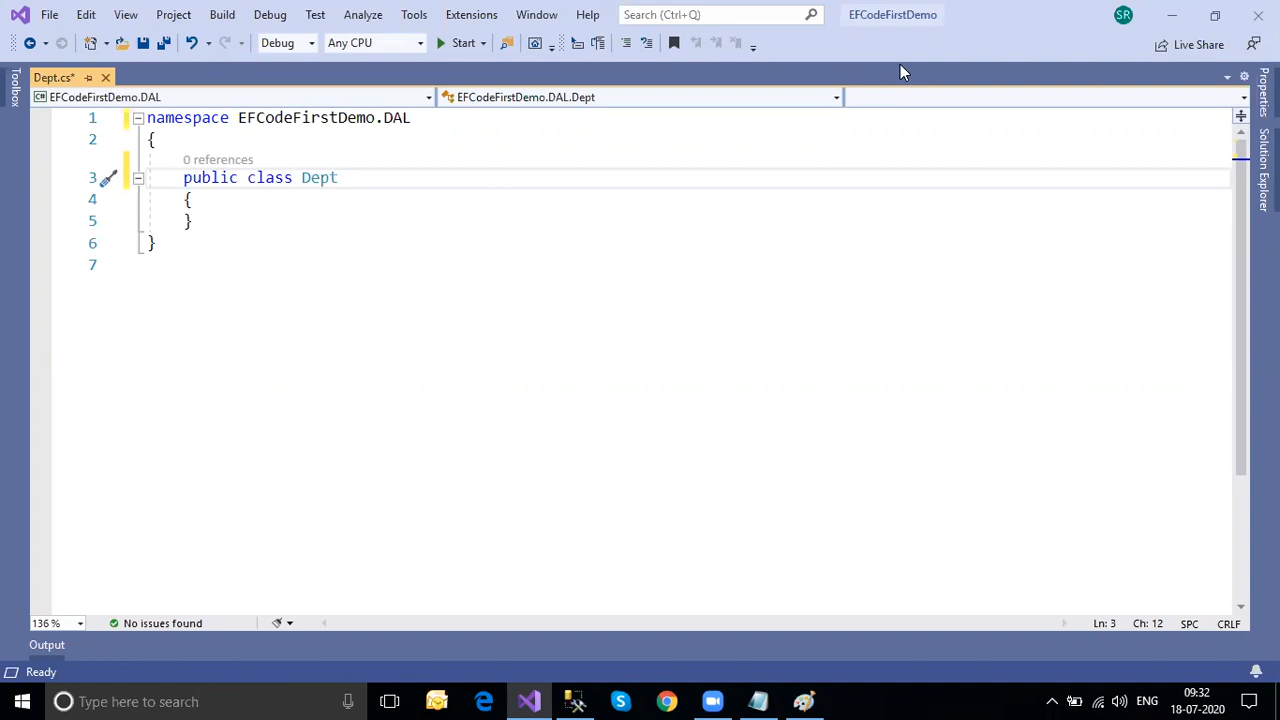 File Edit View Project Build Debug Test Analyze Tools Extensions Window Help Search (Ctrl+Q) EFCodeFirstDemo SR
Debug Any CPU Start Live Share
Dept.cs*
EFCodeFirstDemo.DAL EFCodeFirstDemo.DAL.Dept
1 namespace EFCodeFirstDemo.DAL
2 {
0 references
3 public class Dept
4 {
5 }
6 }
7
Toolbox
Properties
Solution Explorer
136 % No issues found Ln: 3 Ch: 12 SPC CRLF
Output
Ready
Type here to search ENG 09:32
18-07-2020